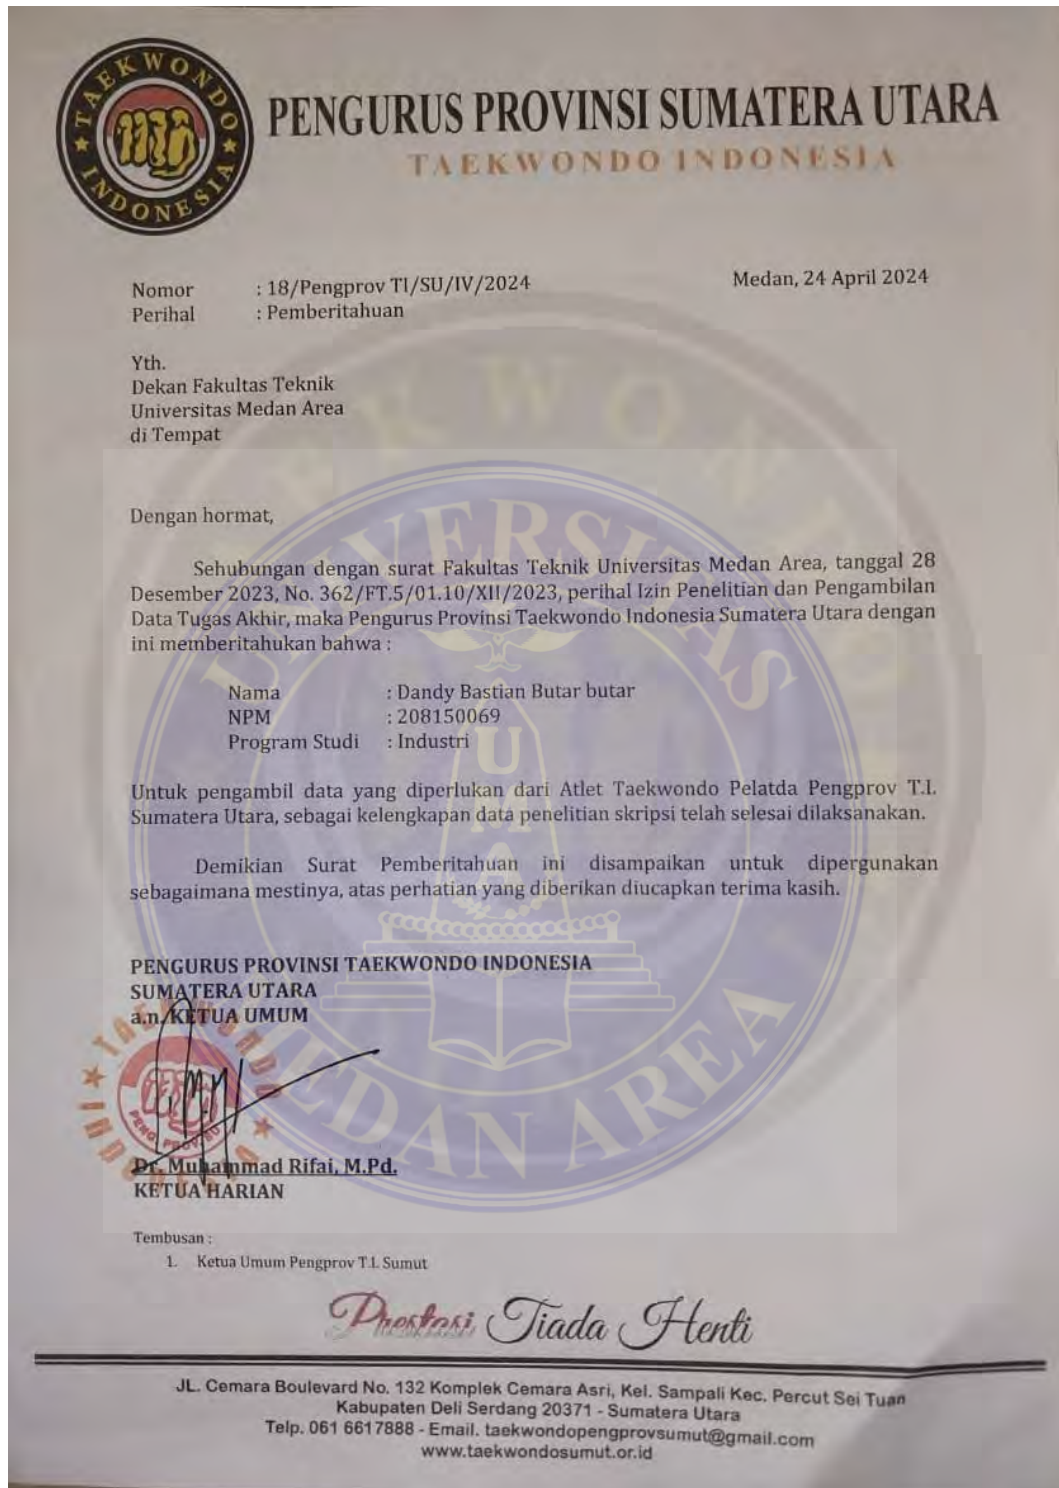 TAEKWONDO
INDONESIA
PENGURUS PROVINSI SUMATERA UTARA
TAEKWONDO INDONESIA
Nomor : 18/Pengprov TI/SU/IV/2024 Medan, 24 April 2024
Perihal : Pemberitahuan
Yth.
Dekan Fakultas Teknik
Universitas Medan Area
di Tempat
Dengan hormat,
Sehubungan dengan surat Fakultas Teknik Universitas Medan Area, tanggal 28
Desember 2023, No. 362/FT.5/01.10/XII/2023, perihal Izin Penelitian dan Pengambilan
Data Tugas Akhir, maka Pengurus Provinsi Taekwondo Indonesia Sumatera Utara dengan
ini memberitahukan bahwa :
Nama : Dandy Bastian Butar butar
NPM : 208150069
Program Studi : Industri
Untuk pengambil data yang diperlukan dari Atlet Taekwondo Pelatda Pengprov T.I.
Sumatera Utara, sebagai kelengkapan data penelitian skripsi telah selesai dilaksanakan.
Demikian Surat Pemberitahuan ini disampaikan untuk dipergunakan
sebagaimana mestinya, atas perhatian yang diberikan diucapkan terima kasih.
UNIVERSITAS
MEDAN AREA
UMA
PENGURUS PROVINSI TAEKWONDO INDONESIA
SUMATERA UTARA
a.n. KETUA UMUM
TAEKWONDO
INDONESIA
Dr. Muhammad Rifai, M.Pd.
KETUA HARIAN
Tembusan :
1. Ketua Umum Pengprov T.I. Sumut
Prestasi Tiada Henti
JL. Cemara Boulevard No. 132 Komplek Cemara Asri, Kel. Sampali Kec. Percut Sei Tuan
Kabupaten Deli Serdang 20371 - Sumatera Utara
Telp. 061 6617888 - Email. taekwondopengprovsumut@gmail.com
www.taekwondosumut.or.id